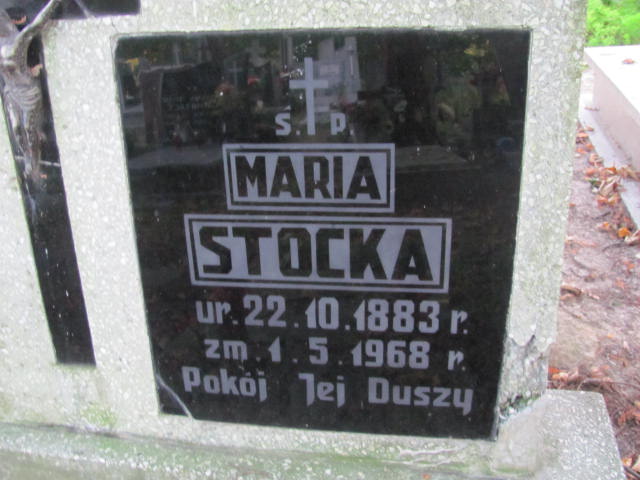 Ś. P.
MARIA
STOCKA
ur. 22.10.1883 r.
zm. 1.5.1968 r.
Pokój Jej Duszy